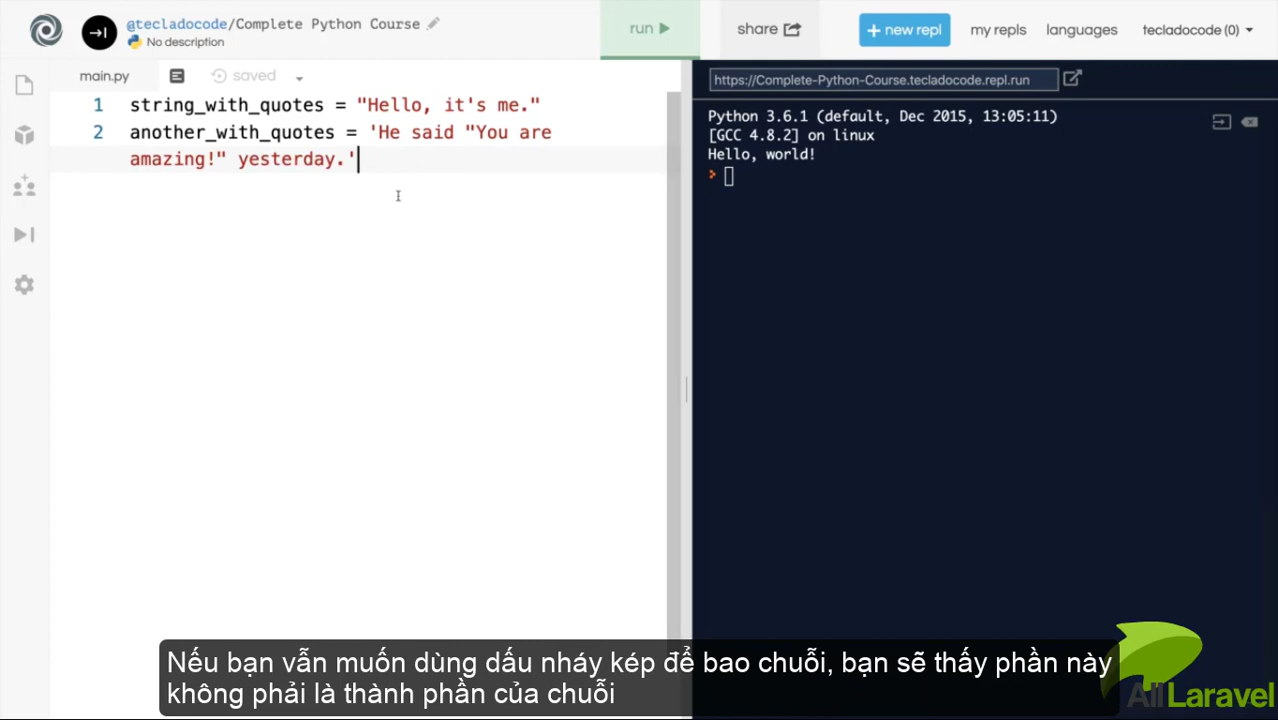 @tecladocode/Complete Python Course
No description
run
share
new repl
my repls
languages
tecladocode (0)
main.py
saved
https://Complete-Python-Course.tecladocode.repl.run
1 string_with_quotes = "Hello, it's me."
2 another_with_quotes = 'He said "You are
amazing!" yesterday.'
Python 3.6.1 (default, Dec 2015, 13:05:11)
[GCC 4.8.2] on linux
Hello, world!
Nếu bạn vẫn muốn dùng dấu nháy kép để bao chuỗi, bạn sẽ thấy phần này
không phải là thành phần của chuỗi
AllLaravel